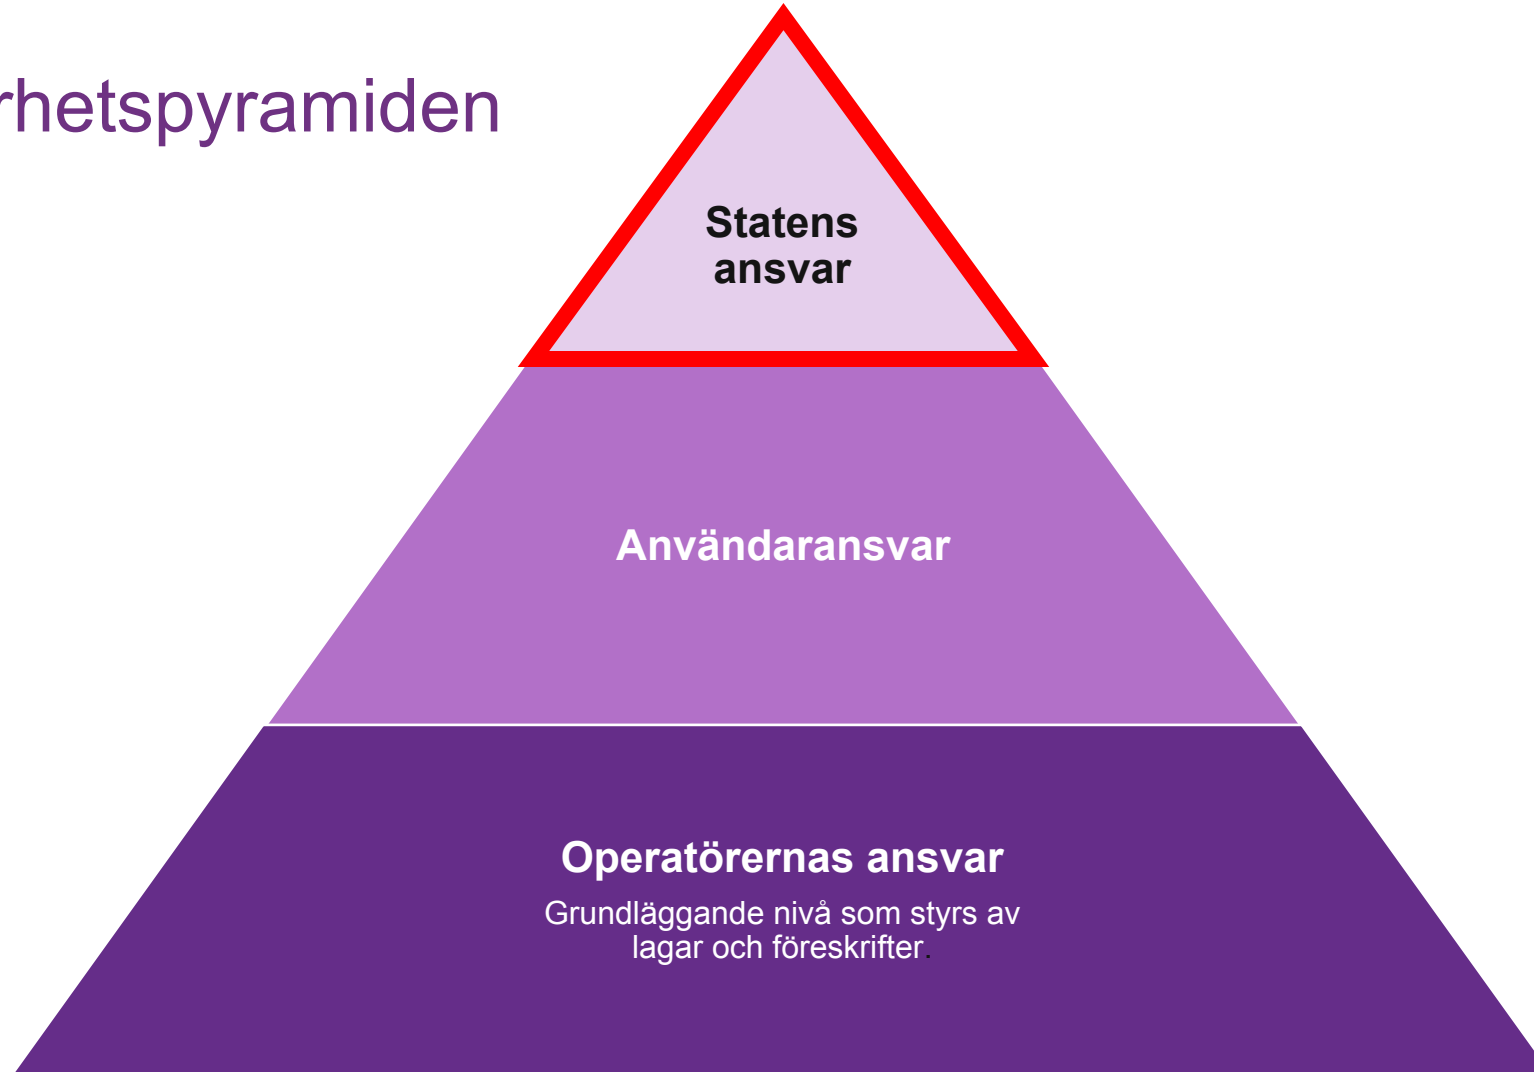 rhetspyramiden
Statens
ansvar
Användaransvar
Operatörernas ansvar
Grundläggande nivå som styrs av
lagar och föreskrifter.